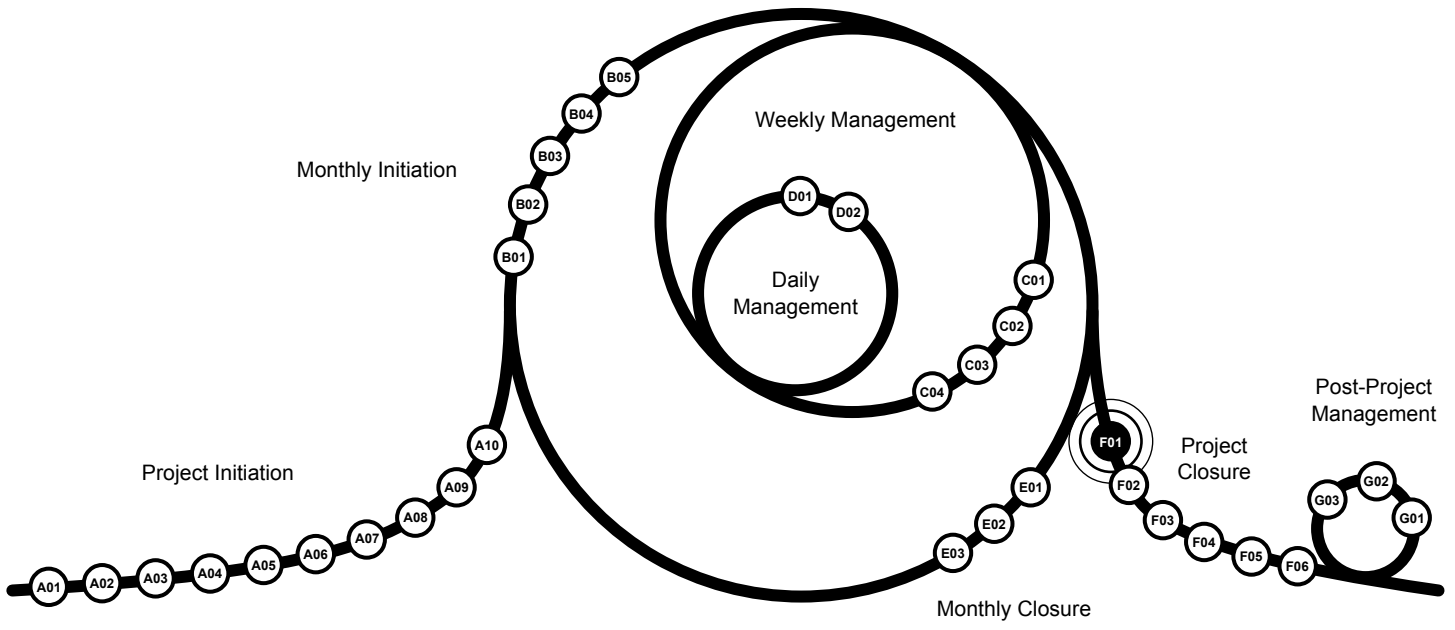 Project Initiation
A01
A02
A03
A04
A05
A06
A07
A08
A09
A10
Monthly Initiation
B01
B02
B03
B04
B05
Weekly Management
C01
C02
C03
C04
Daily
Management
D01
D02
Monthly Closure
E01
E02
E03
Project
Closure
F01
F02
F03
F04
F05
F06
Post-Project
Management
G01
G02
G03